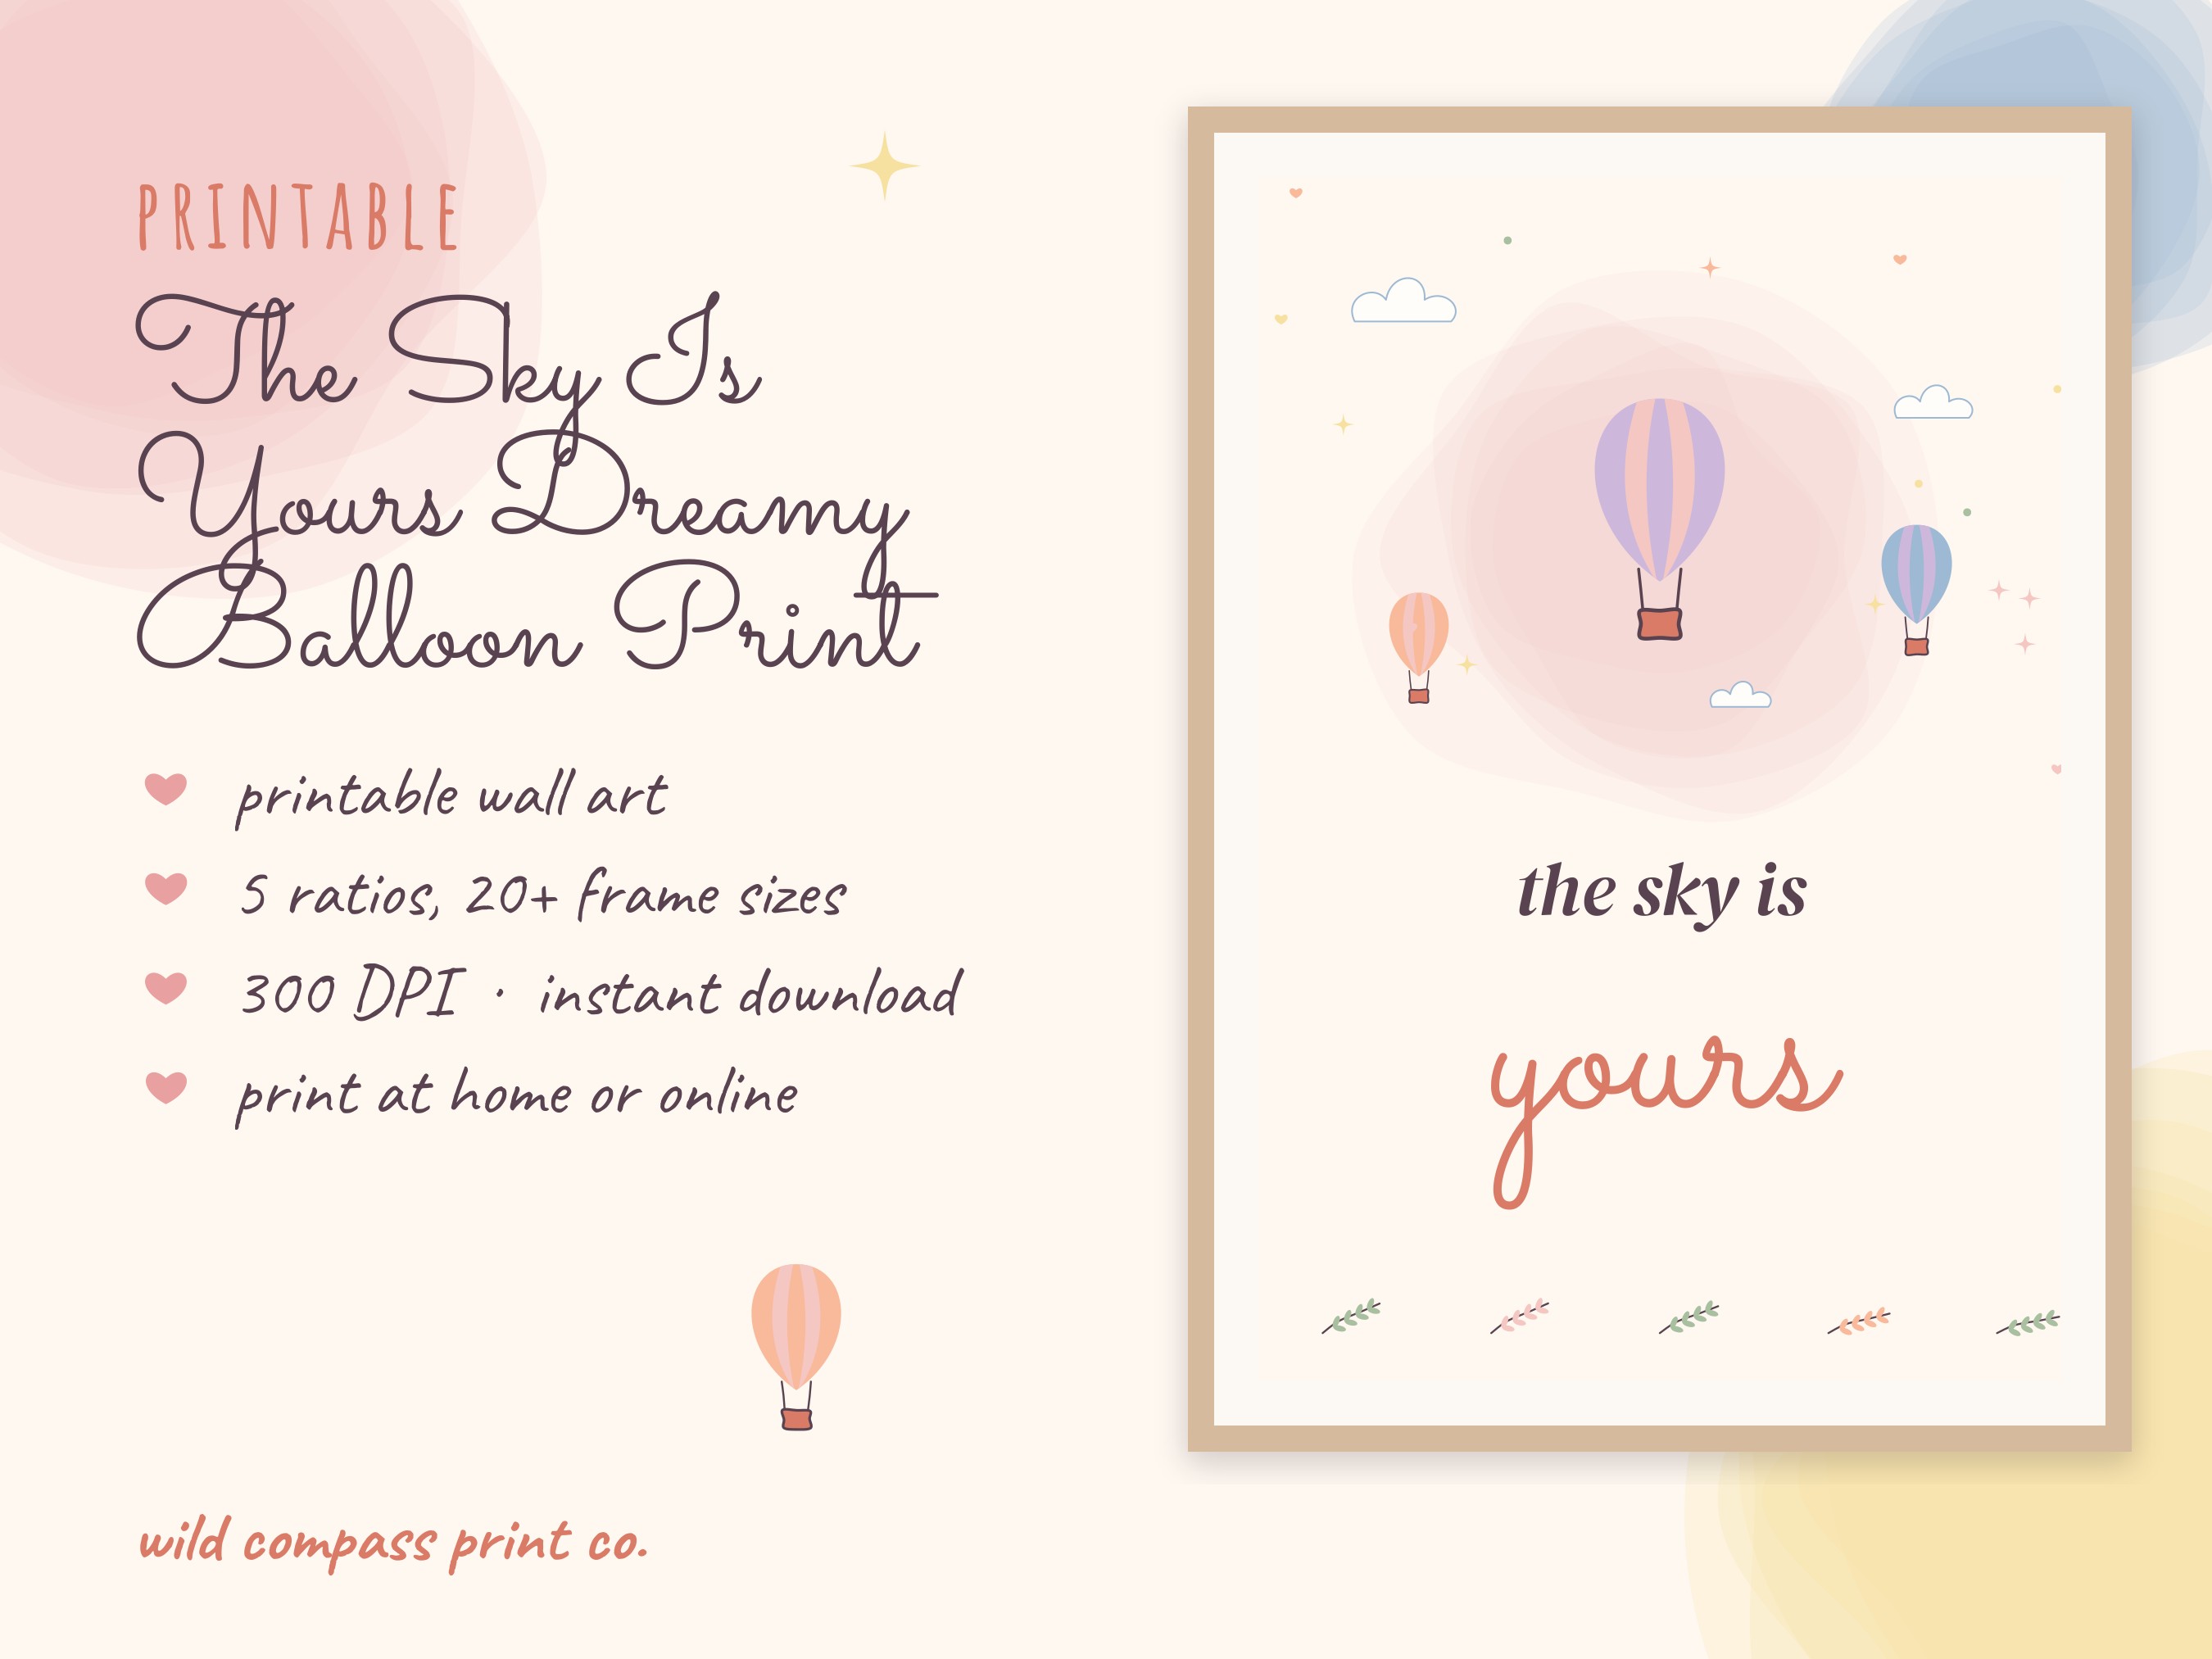 PRINTABLE
The Sky Is
Yours Dreamy
Balloon Print
printable wall art
5 ratios, 20+ frame sizes
300 DPI · instant download
print at home or online
wild compass print co.
the sky is
yours